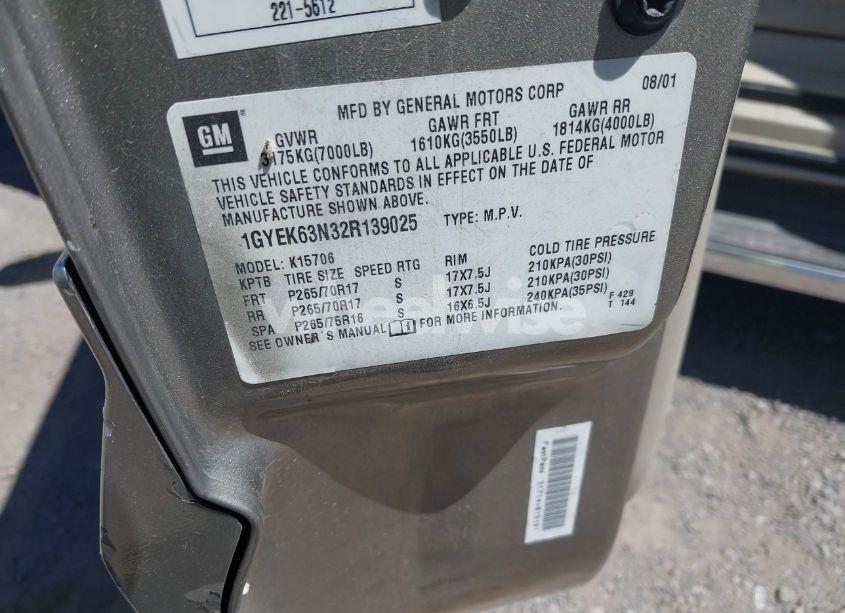 221-5612
GM
MFD BY GENERAL MOTORS CORP 08/01
GVWR GAWR FRT GAWR RR
3175KG(7000LB) 1610KG(3550LB) 1814KG(4000LB)
THIS VEHICLE CONFORMS TO ALL APPLICABLE U.S. FEDERAL MOTOR
VEHICLE SAFETY STANDARDS IN EFFECT ON THE DATE OF
MANUFACTURE SHOWN ABOVE.
1GYEK63N32R139025 TYPE: M.P.V.
MODEL: K15706
KPTB TIRE SIZE SPEED RTG RIM COLD TIRE PRESSURE
FRT P265/70R17 S 17X7.5J 210KPA(30PSI)
RR P265/70R17 S 17X7.5J 210KPA(30PSI)
SPA P265/75R16 S 16X6.5J 240KPA(35PSI)
SEE OWNER'S MANUAL FOR MORE INFORMATION.
F 429
T 144
wheelwise